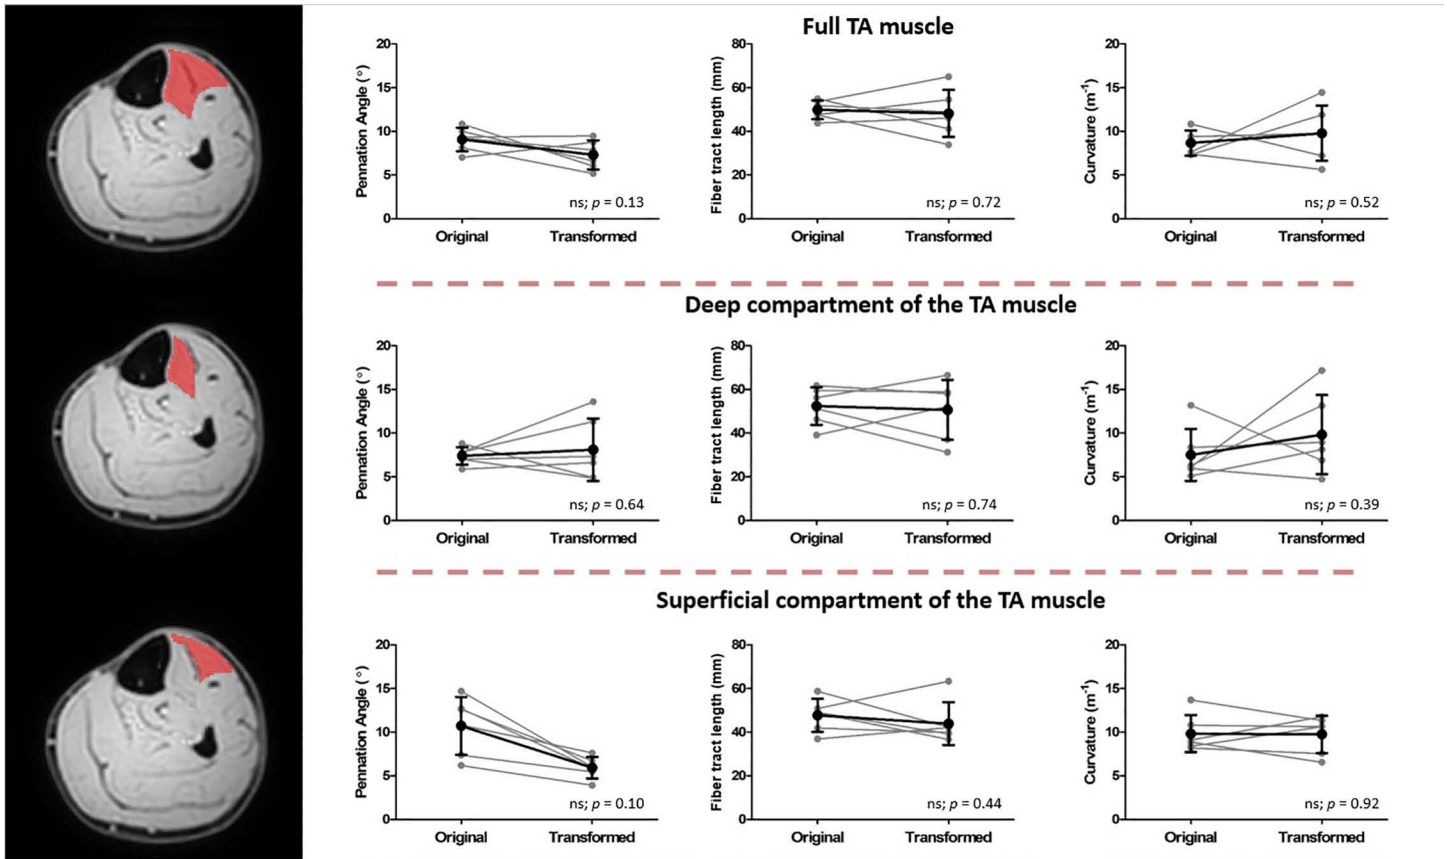 Full TA muscle
Pennation Angle (°)
20
15
10
5
0
Original
Transformed
ns; p = 0.13
Fiber tract length (mm)
80
60
40
20
0
Original
Transformed
ns; p = 0.72
Curvature (m-1)
20
15
10
5
0
Original
Transformed
ns; p = 0.52
Deep compartment of the TA muscle
Pennation Angle (°)
20
15
10
5
0
Original
Transformed
ns; p = 0.64
Fiber tract length (mm)
80
60
40
20
0
Original
Transformed
ns; p = 0.74
Curvature (m-1)
20
15
10
5
0
Original
Transformed
ns; p = 0.39
Superficial compartment of the TA muscle
Pennation Angle (°)
20
15
10
5
0
Original
Transformed
ns; p = 0.10
Fiber tract length (mm)
80
60
40
20
0
Original
Transformed
ns; p = 0.44
Curvature (m-1)
20
15
10
5
0
Original
Transformed
ns; p = 0.92